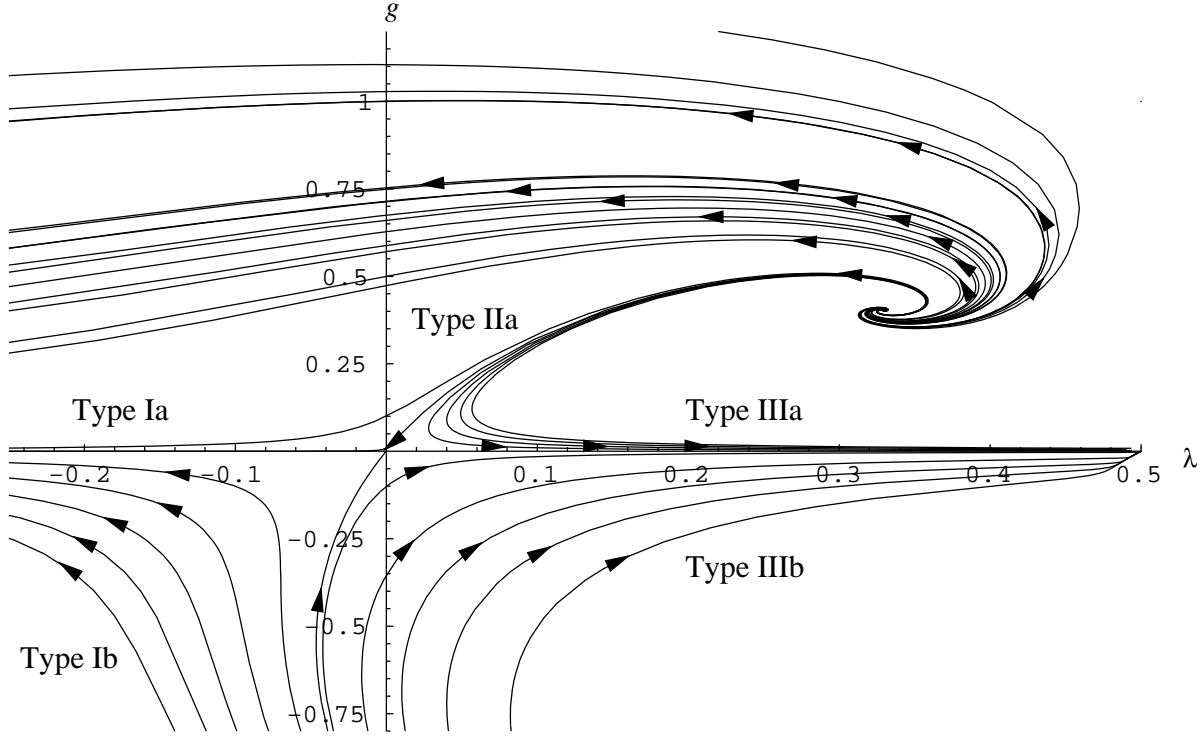 g
1
0.75
0.5
Type IIa
0.25
Type Ia
Type IIIa
λ
−0.2 −0.1 0.1 0.2 0.3 0.4 0.5
−0.25
Type IIIb
−0.5
Type Ib
−0.75